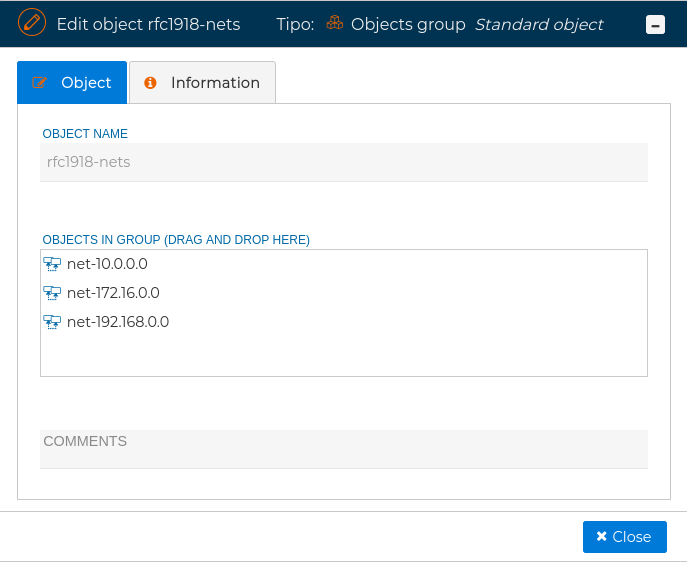 Edit object rfc1918-nets Tipo: Objects group Standard object
Object Information
OBJECT NAME
rfc1918-nets
OBJECTS IN GROUP (DRAG AND DROP HERE)
net-10.0.0.0
net-172.16.0.0
net-192.168.0.0
COMMENTS
Close